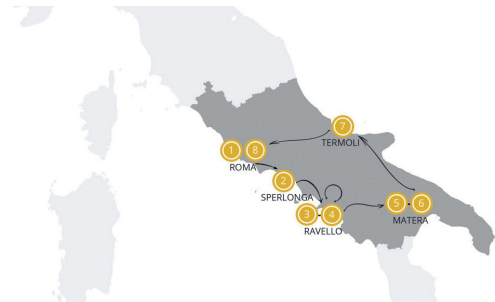 7
TERMOLI
1 8
ROMA
2
SPERLONGA
3 4
RAVELLO
5 6
MATERA